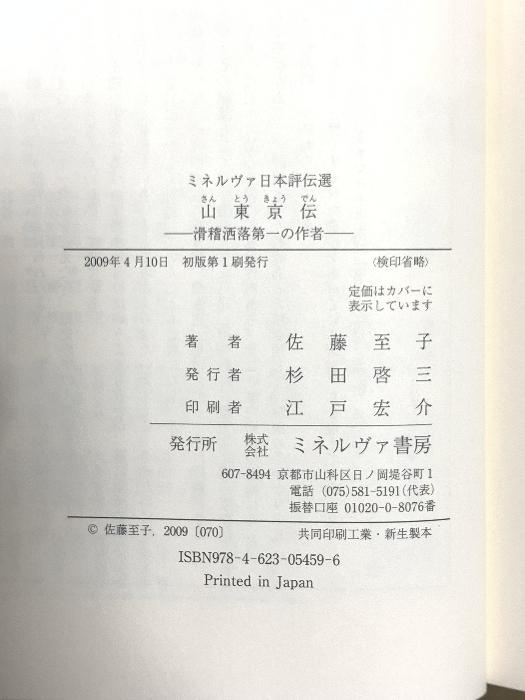 ミネルヴァ日本評伝選
さん とう きょう でん
山東京伝
──滑稽洒落第一の作者──
2009年4月10日 初版第1刷発行 〈検印省略〉
定価はカバーに
表示しています
著者 佐藤至子
発行者 杉田啓三
印刷者 江戸宏介
発行所 株式会社 ミネルヴァ書房
607-8494 京都市山科区日ノ岡堤谷町1
電話 (075)581-5191(代表)
振替口座 01020-0-8076番
© 佐藤至子, 2009〔070〕 共同印刷工業・新生製本
ISBN978-4-623-05459-6
Printed in Japan